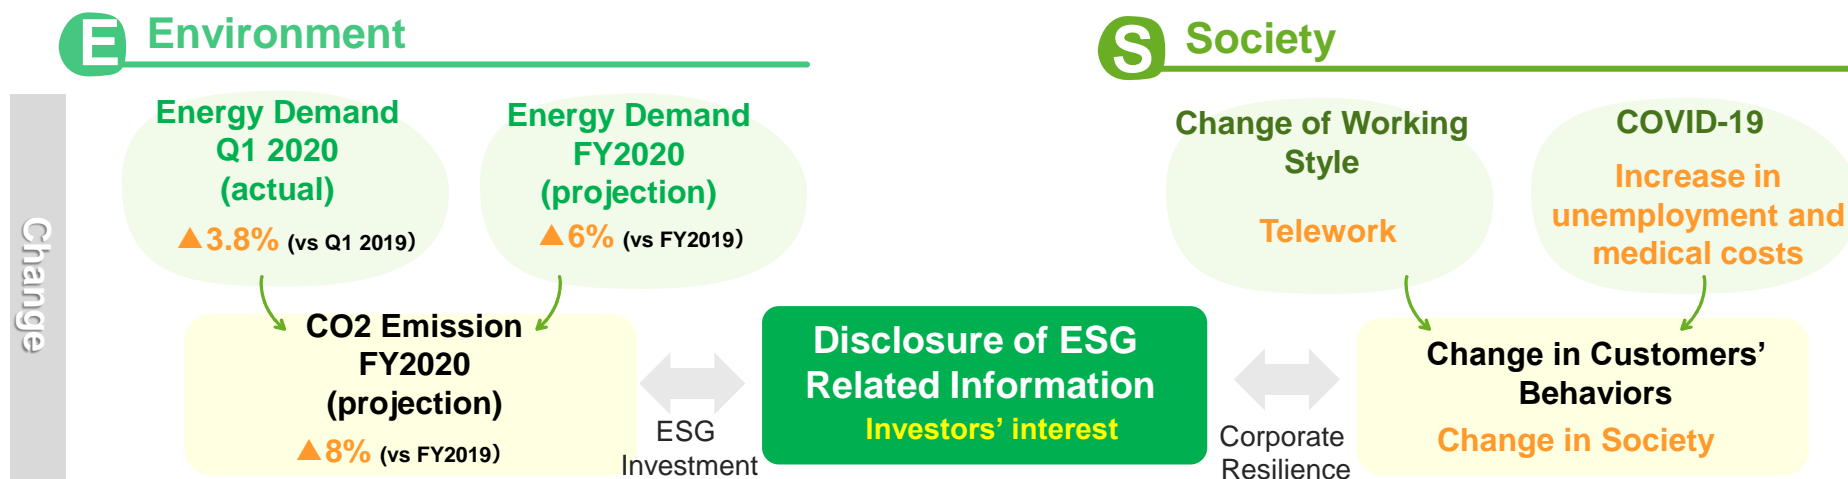 E Environment
S Society
Change
Energy Demand
Q1 2020
(actual)
▲3.8% (vs Q1 2019)
Energy Demand
FY2020
(projection)
▲6% (vs FY2019)
CO2 Emission
FY2020
(projection)
▲8% (vs FY2019)
ESG
Investment
Disclosure of ESG
Related Information
Investors’ interest
Corporate
Resilience
Change of Working
Style
Telework
COVID-19
Increase in
unemployment and
medical costs
Change in Customers’
Behaviors
Change in Society